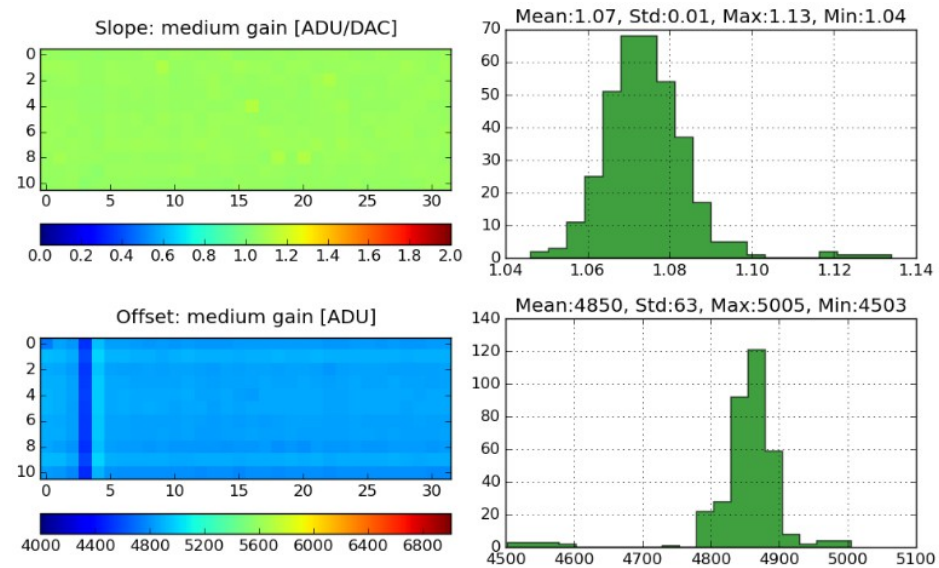 Slope: medium gain [ADU/DAC]
0
2
4
6
8
10
0 5 10 15 20 25 30
0.0 0.2 0.4 0.6 0.8 1.0 1.2 1.4 1.6 1.8 2.0
Mean:1.07, Std:0.01, Max:1.13, Min:1.04
70
60
50
40
30
20
10
0
1.04 1.06 1.08 1.10 1.12 1.14
Offset: medium gain [ADU]
0
2
4
6
8
10
0 5 10 15 20 25 30
4000 4400 4800 5200 5600 6000 6400 6800
Mean:4850, Std:63, Max:5005, Min:4503
140
120
100
80
60
40
20
0
4500 4600 4700 4800 4900 5000 5100